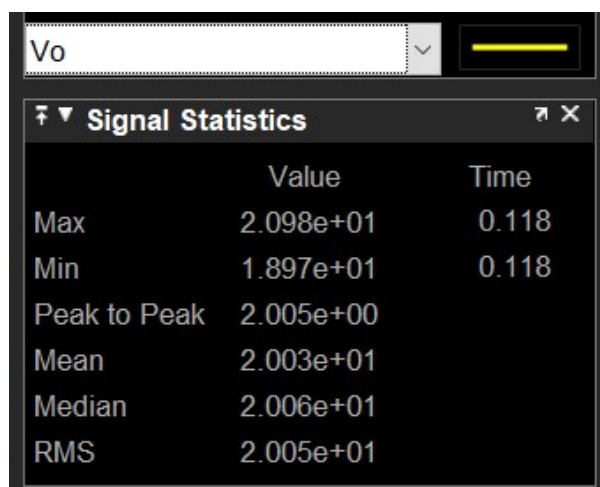 Vo
Signal Statistics
Value Time
Max 2.098e+01 0.118
Min 1.897e+01 0.118
Peak to Peak 2.005e+00
Mean 2.003e+01
Median 2.006e+01
RMS 2.005e+01